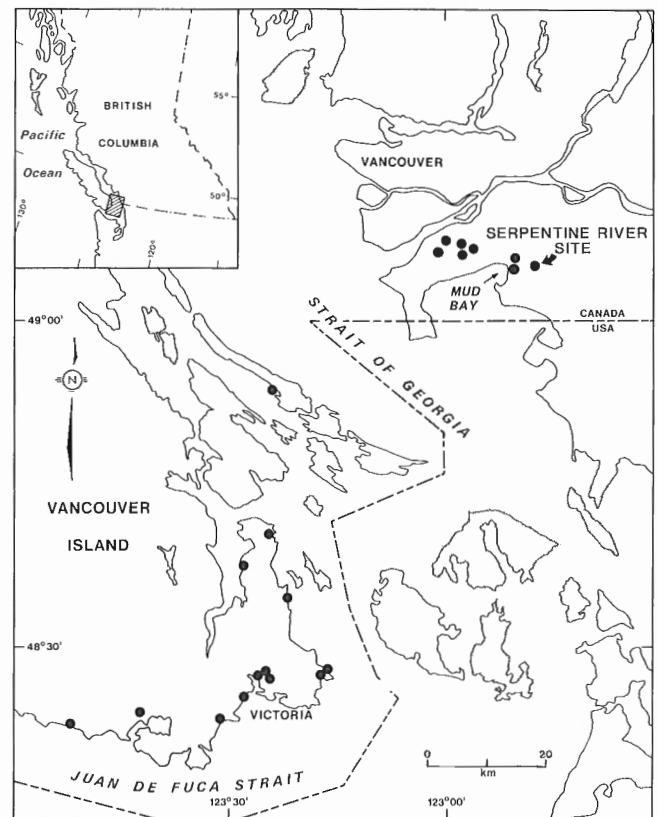 BRITISH
COLUMBIA
Pacific
Ocean
55°
50°
130°
120°
VANCOUVER
SERPENTINE RIVER
SITE
MUD
BAY
CANADA
USA
49°00'
STRAIT OF GEORGIA
N
VANCOUVER
ISLAND
48°30'
VICTORIA
0 20
km
JUAN DE FUCA STRAIT
123°30' 123°00'